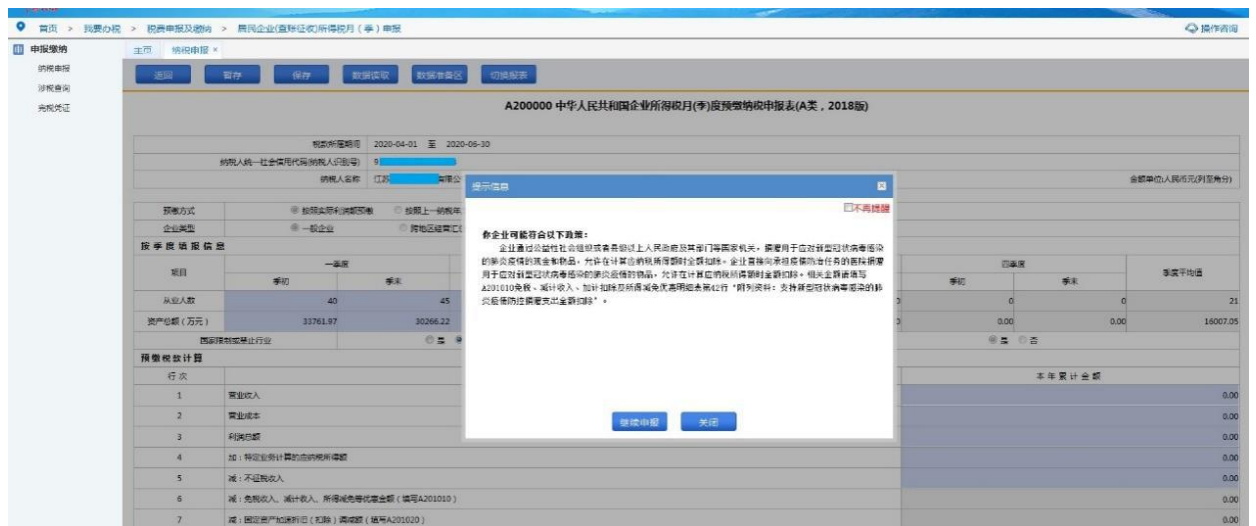 首页 > 我要办税 > 税费申报及缴纳 > 居民企业(查账征收)所得税月（季）申报
操作咨询
申报缴纳
纳税申报
涉税查询
完税凭证
主页 纳税申报 ×
返回 暂存 保存 数据读取 数据准备区 切换报表
A200000 中华人民共和国企业所得税月(季)度预缴纳税申报表(A类，2018版)
税款所属期间 2020-04-01 至 2020-06-30
纳税人统一社会信用代码(纳税人识别号) 9
纳税人名称 江苏 有限公
金额单位:人民币元(列至角分)
预缴方式 按照实际利润额预缴 按照上一纳税年
企业类型 一般企业 跨地区经营汇
按季度填报信息
项目 一季度 四季度 季度平均值
季初 季末 季初 季末
从业人数 40 45 0 0 21
资产总额（万元） 33761.97 30266.22 0.00 0.00 16007.05
国家限制或禁止行业 是 是 否
预缴税款计算
行次 本年累计金额
1 营业收入 0.00
2 营业成本 0.00
3 利润总额 0.00
4 加：特定业务计算的应纳税所得额 0.00
5 减：不征税收入 0.00
6 减：免税收入、减计收入、所得减免等优惠金额（填写A201010） 0.00
7 减：固定资产加速折旧（扣除）调减额（填写A201020） 0.00
提示信息
不再提醒
你企业可能符合以下政策：
企业通过公益性社会组织或者县级以上人民政府及其部门等国家机关，捐赠用于应对新型冠状病毒感染
的肺炎疫情的现金和物品，允许在计算应纳税所得额时全额扣除。企业直接向承担疫情防治任务的医院捐赠
用于应对新型冠状病毒感染的肺炎疫情的物品，允许在计算应纳税所得额时全额扣除。相关金额请填写
A201010免税、减计收入、加计扣除及所得减免优惠明细表第42行“附列资料：支持新型冠状病毒感染的肺
炎疫情防控捐赠支出全额扣除”。
继续申报 关闭